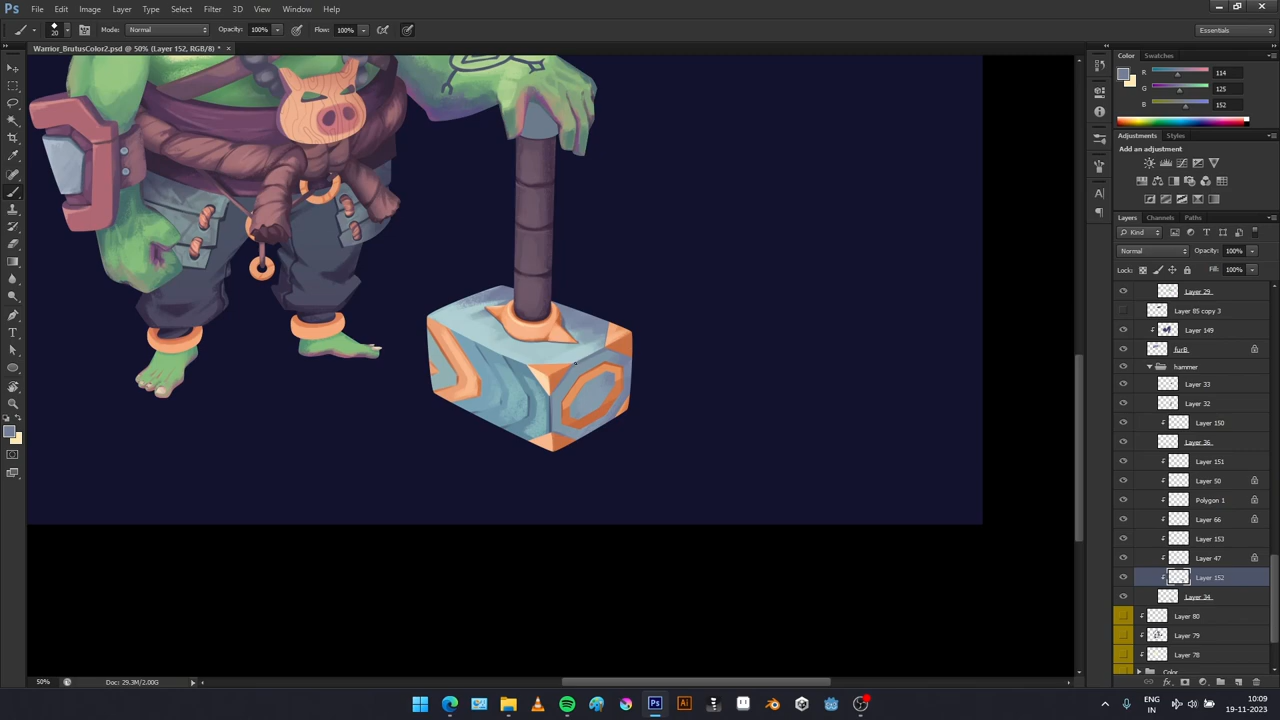 Ps File Edit Image Layer Type Select Filter 3D View Window Help
20 Mode: Normal Opacity: 100% Flow: 100% Essentials
Warrior_BrutusColor2.psd @ 50% (Layer 152, RGB/8) * ×
Color Swatches
R 114
G 125
B 152
Adjustments Styles
Add an adjustment
Layers Channels Paths
Kind
Normal Opacity: 100%
Lock: Fill: 100%
Layer 29
Layer 85 copy 3
Layer 149
furB
hammer
Layer 33
Layer 32
Layer 150
Layer 36
Layer 151
Layer 50
Polygon 1
Layer 66
Layer 153
Layer 47
Layer 152
Layer 34
Layer 80
Layer 79
Layer 78
Color
50% Doc: 29.3M/2.00G
ENG
IN
10:09
19-11-2023